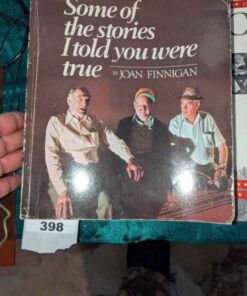 Some of
the stories
I told you were
true
BY JOAN FINNIGAN
398